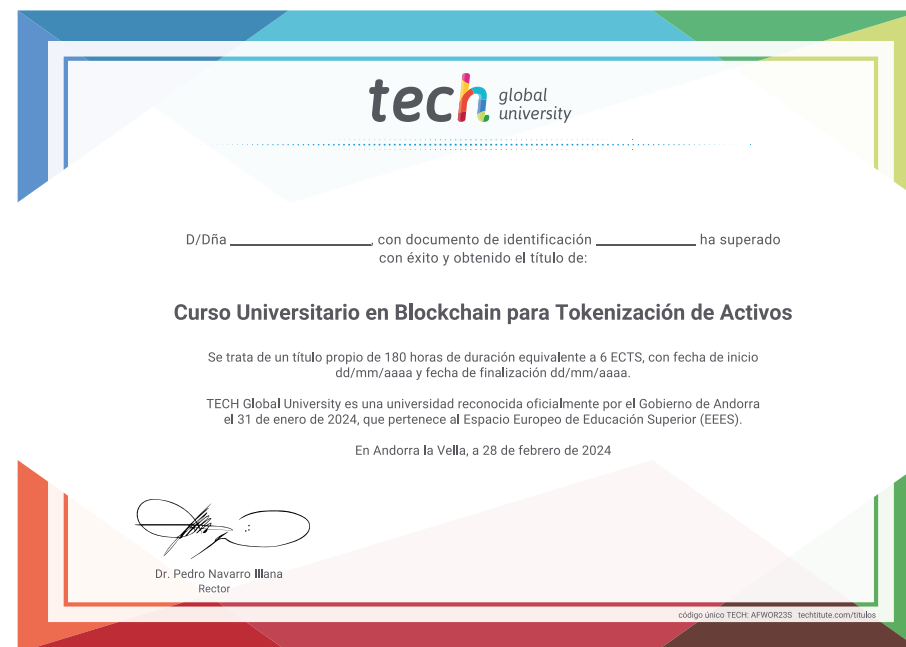 tech global university
D/Dña ________________, con documento de identificación ____________ ha superado
con éxito y obtenido el título de:
Curso Universitario en Blockchain para Tokenización de Activos
Se trata de un título propio de 180 horas de duración equivalente a 6 ECTS, con fecha de inicio
dd/mm/aaaa y fecha de finalización dd/mm/aaaa.
TECH Global University es una universidad reconocida oficialmente por el Gobierno de Andorra
el 31 de enero de 2024, que pertenece al Espacio Europeo de Educación Superior (EEES).
En Andorra la Vella, a 28 de febrero de 2024
Dr. Pedro Navarro Illana
Rector
código único TECH: AFWOR23S techtitute.com/titulos